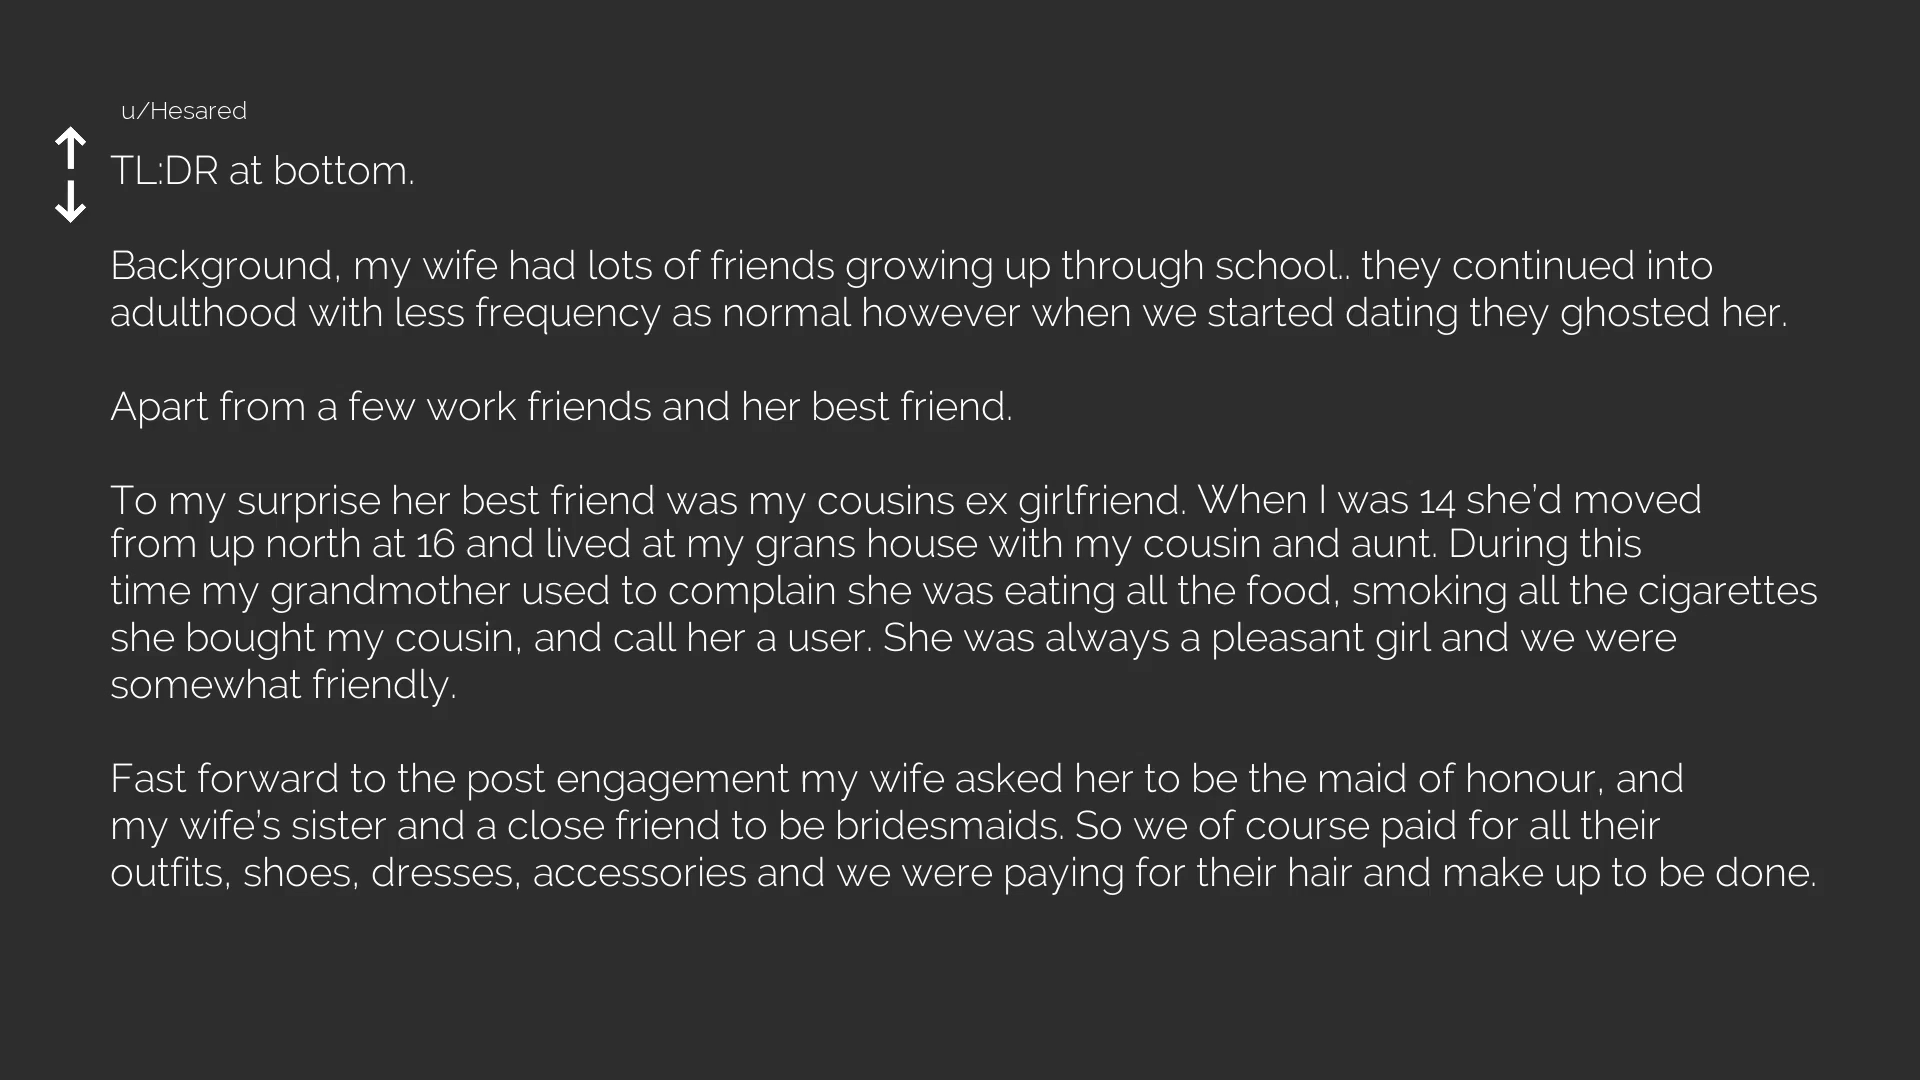 u/Hesared
TL:DR at bottom.
Background, my wife had lots of friends growing up through school.. they continued into
adulthood with less frequency as normal however when we started dating they ghosted her.
Apart from a few work friends and her best friend.
To my surprise her best friend was my cousins ex girlfriend. When I was 14 she’d moved
from up north at 16 and lived at my grans house with my cousin and aunt. During this
time my grandmother used to complain she was eating all the food, smoking all the cigarettes
she bought my cousin, and call her a user. She was always a pleasant girl and we were
somewhat friendly.
Fast forward to the post engagement my wife asked her to be the maid of honour, and
my wife’s sister and a close friend to be bridesmaids. So we of course paid for all their
outfits, shoes, dresses, accessories and we were paying for their hair and make up to be done.